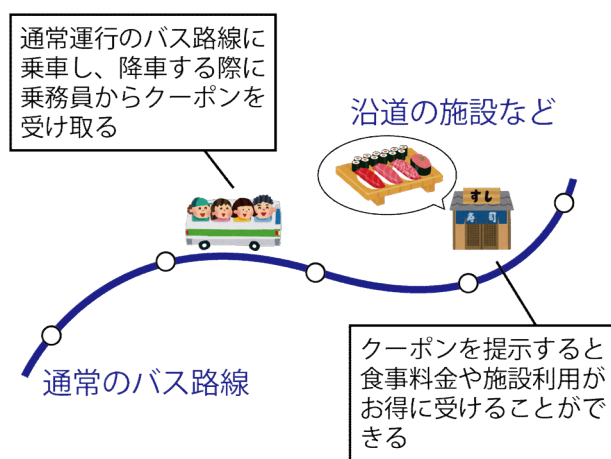 通常運行のバス路線に
乗車し、降車する際に
乗務員からクーポンを
受け取る
沿道の施設など
すし
寿司
通常のバス路線
クーポンを提示すると
食事料金や施設利用が
お得に受けることがで
きる